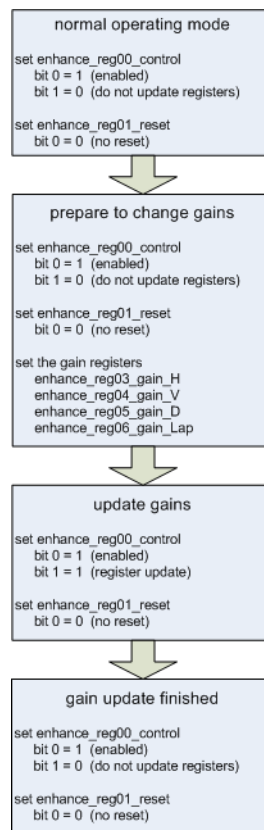 normal operating mode
set enhance_reg00_control
bit 0 = 1 (enabled)
bit 1 = 0 (do not update registers)
set enhance_reg01_reset
bit 0 = 0 (no reset)
prepare to change gains
set enhance_reg00_control
bit 0 = 1 (enabled)
bit 1 = 0 (do not update registers)
set enhance_reg01_reset
bit 0 = 0 (no reset)
set the gain registers
enhance_reg03_gain_H
enhance_reg04_gain_V
enhance_reg05_gain_D
enhance_reg06_gain_Lap
update gains
set enhance_reg00_control
bit 0 = 1 (enabled)
bit 1 = 1 (register update)
set enhance_reg01_reset
bit 0 = 0 (no reset)
gain update finished
set enhance_reg00_control
bit 0 = 1 (enabled)
bit 1 = 0 (do not update registers)
set enhance_reg01_reset
bit 0 = 0 (no reset)